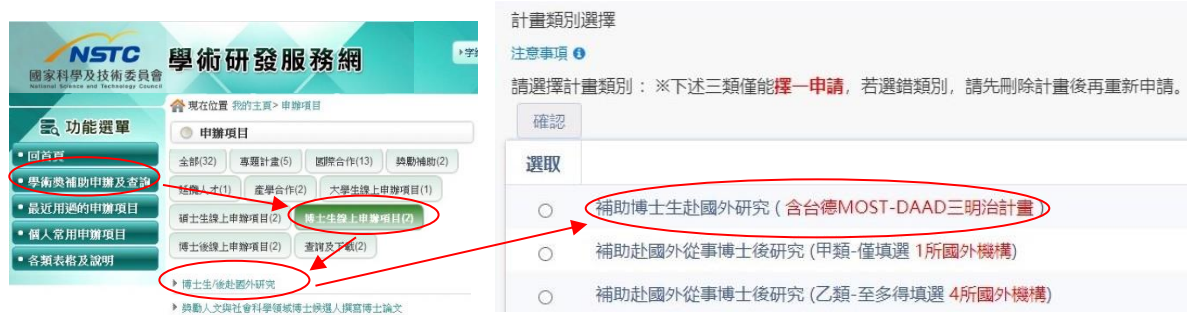 NSTC
國家科學及技術委員會
National Science and Technology Council
學術研發服務網
現在位置 我的主頁> 申辦項目
功能選單
申辦項目
回首頁
學術獎補助申辦及查詢
最近用過的申辦項目
個人常用申辦項目
各類表格及說明
全部(32) 專題計畫(5) 國際合作(13) 獎勵補助(2)
延攬人才(1) 產學合作(2) 大學生線上申辦項目(1)
碩士生線上申辦項目(2) 博士生線上申辦項目(2)
博士後線上申辦項目(2) 查詢及下載(2)
博士生/後赴國外研究
獎勵人文與社會科學領域博士候選人撰寫博士論文
計畫類別選擇
注意事項
請選擇計畫類別：※下述三類僅能擇一申請，若選錯類別，請先刪除計畫後再重新申請。
確認
選取
補助博士生赴國外研究 ( 含台德MOST-DAAD三明治計畫 )
補助赴國外從事博士後研究 (甲類-僅填選 1所國外機構)
補助赴國外從事博士後研究 (乙類-至多得填選 4所國外機構)